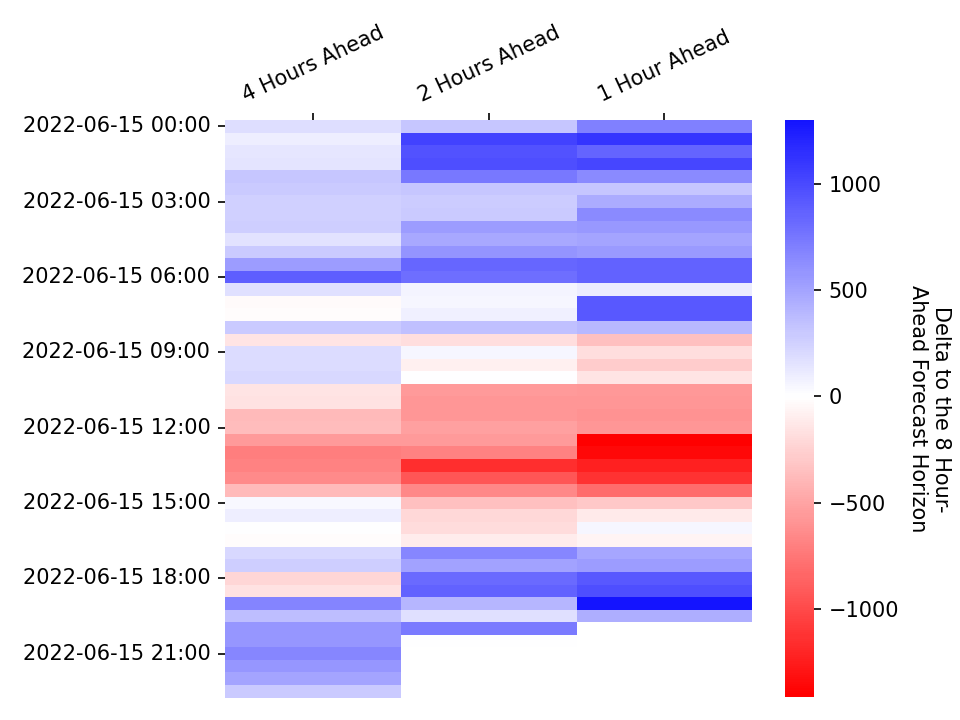 4 Hours Ahead
2 Hours Ahead
1 Hour Ahead
2022-06-15 00:00
2022-06-15 03:00
2022-06-15 06:00
2022-06-15 09:00
2022-06-15 12:00
2022-06-15 15:00
2022-06-15 18:00
2022-06-15 21:00
1000
500
0
−500
−1000
Delta to the 8 Hour-
Ahead Forecast Horizon